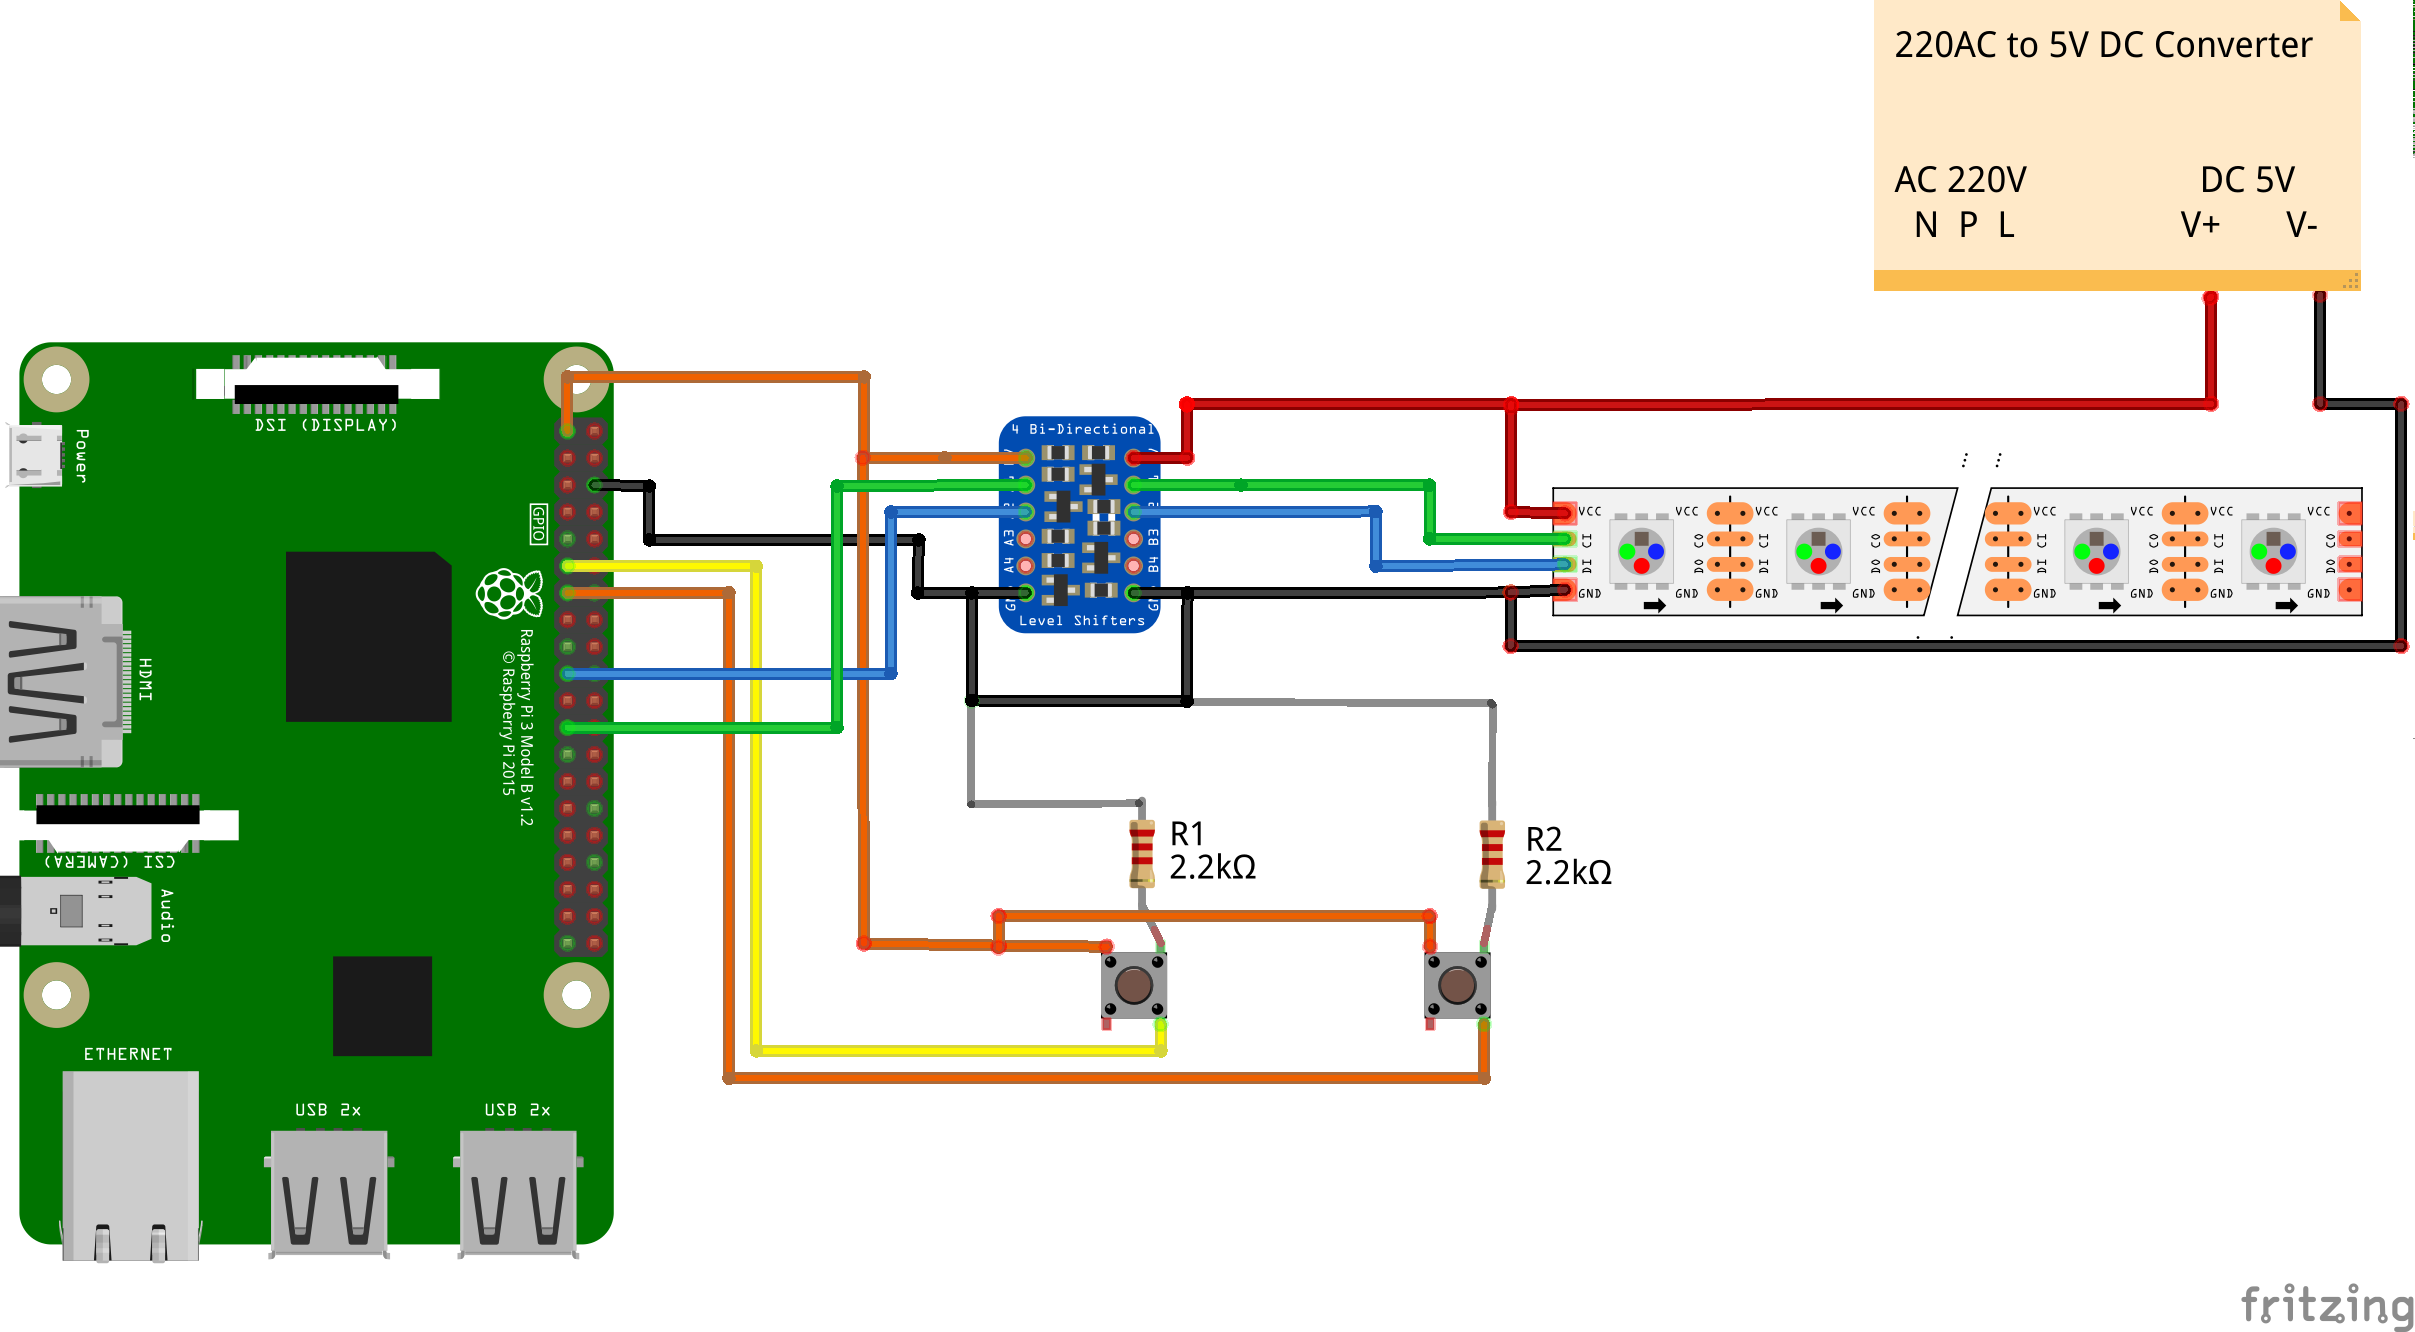 220AC to 5V DC Converter
AC 220V DC 5V
N P L V+ V-
DSI (DISPLAY)
Power
GPIO
HDMI
Raspberry Pi 3 Model B v1.2
© Raspberry Pi 2015
CSI (CAMERA)
Audio
ETHERNET
USB 2x
USB 2x
4 Bi-Directional
A3
A4
B3
B4
Level Shifters
VCC VCC VCC VCC VCC VCC VCC VCC
CI CO CI CO CI CO CI CO
DI DO DI DO DI DO DI DO
GND GND GND GND GND GND GND GND
R1
2.2kΩ
R2
2.2kΩ
fritzing